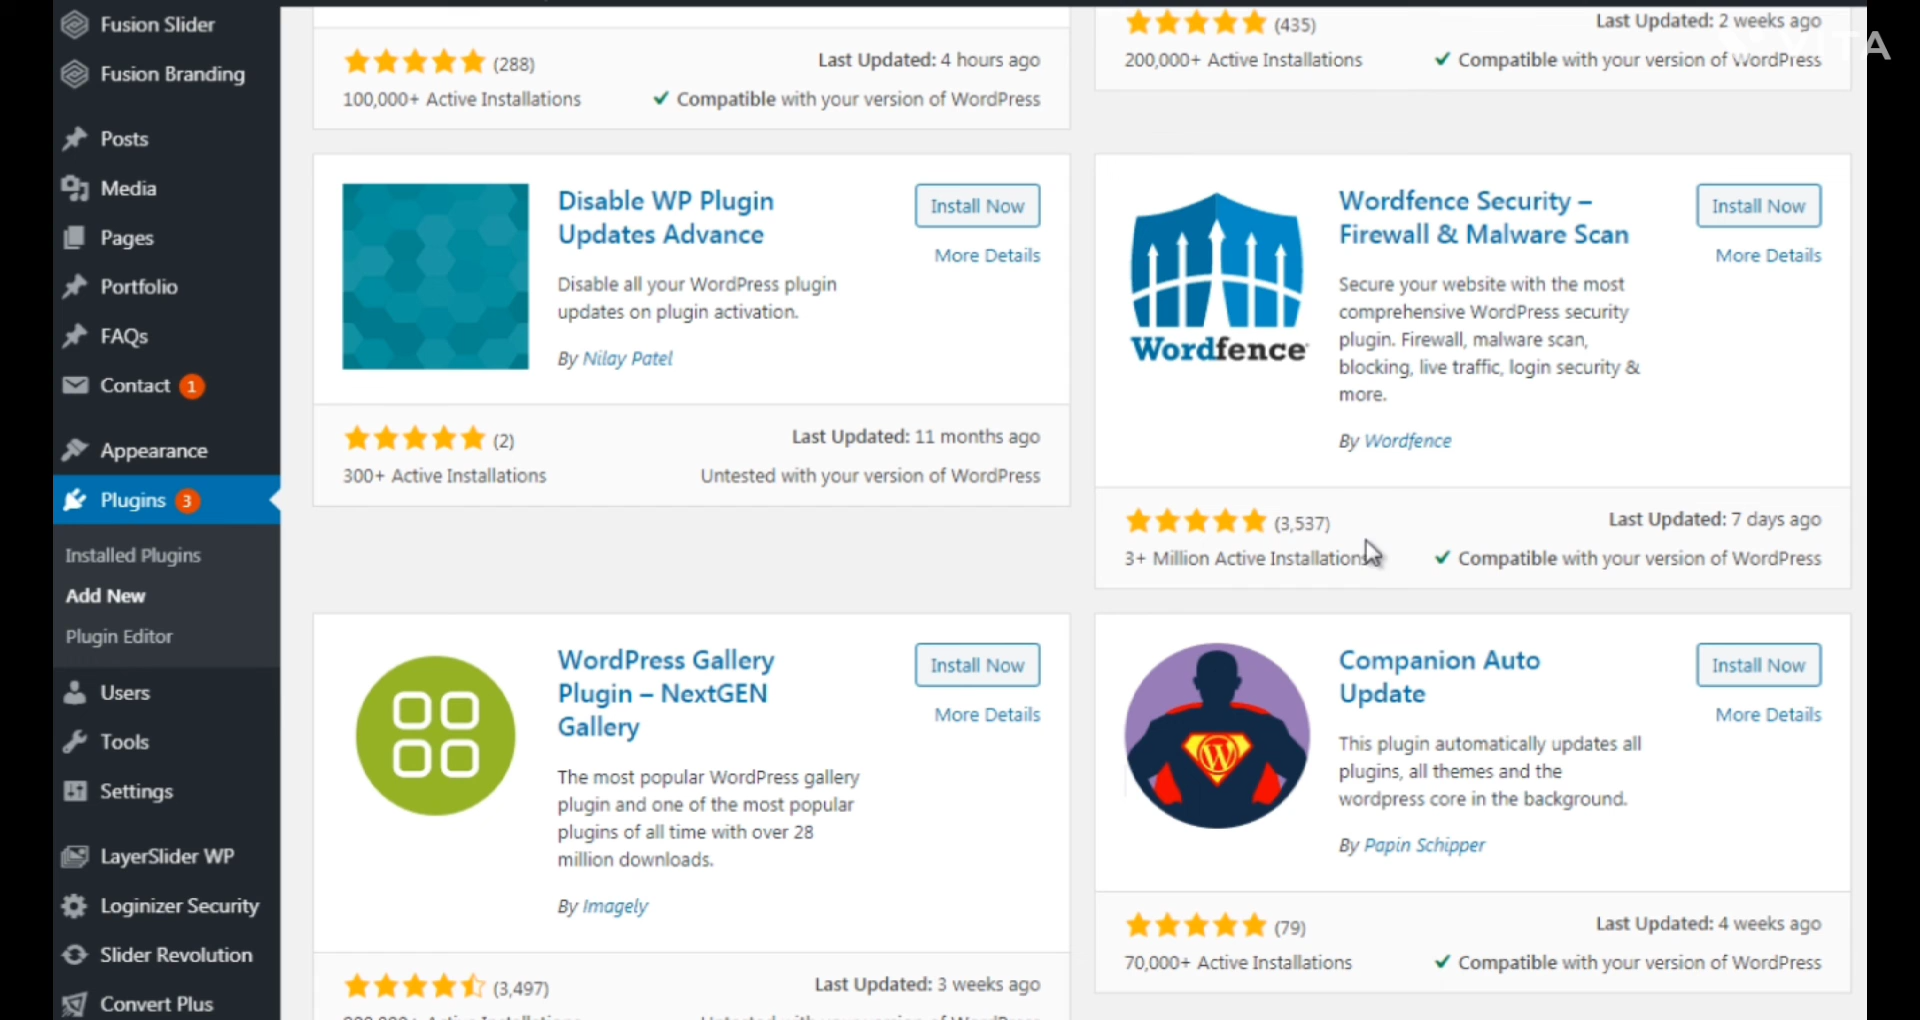 Fusion Slider
Fusion Branding
Posts
Media
Pages
Portfolio
FAQs
Contact 1
Appearance
Plugins 3
Installed Plugins
Add New
Plugin Editor
Users
Tools
Settings
LayerSlider WP
Loginizer Security
Slider Revolution
Convert Plus
(288)
Last Updated: 4 hours ago
100,000+ Active Installations
Compatible with your version of WordPress
(435)
Last Updated: 2 weeks ago
200,000+ Active Installations
Compatible with your version of WordPress
VITA
Disable WP Plugin
Updates Advance
Install Now
More Details
Disable all your WordPress plugin
updates on plugin activation.
By Nilay Patel
(2)
Last Updated: 11 months ago
300+ Active Installations
Untested with your version of WordPress
Wordfence
Wordfence Security –
Firewall & Malware Scan
Install Now
More Details
Secure your website with the most
comprehensive WordPress security
plugin. Firewall, malware scan,
blocking, live traffic, login security &
more.
By Wordfence
(3,537)
Last Updated: 7 days ago
3+ Million Active Installations
Compatible with your version of WordPress
WordPress Gallery
Plugin – NextGEN
Gallery
Install Now
More Details
The most popular WordPress gallery
plugin and one of the most popular
plugins of all time with over 28
million downloads.
By Imagely
(3,497)
Last Updated: 3 weeks ago
Companion Auto
Update
Install Now
More Details
This plugin automatically updates all
plugins, all themes and the
wordpress core in the background.
By Papin Schipper
(79)
Last Updated: 4 weeks ago
70,000+ Active Installations
Compatible with your version of WordPress